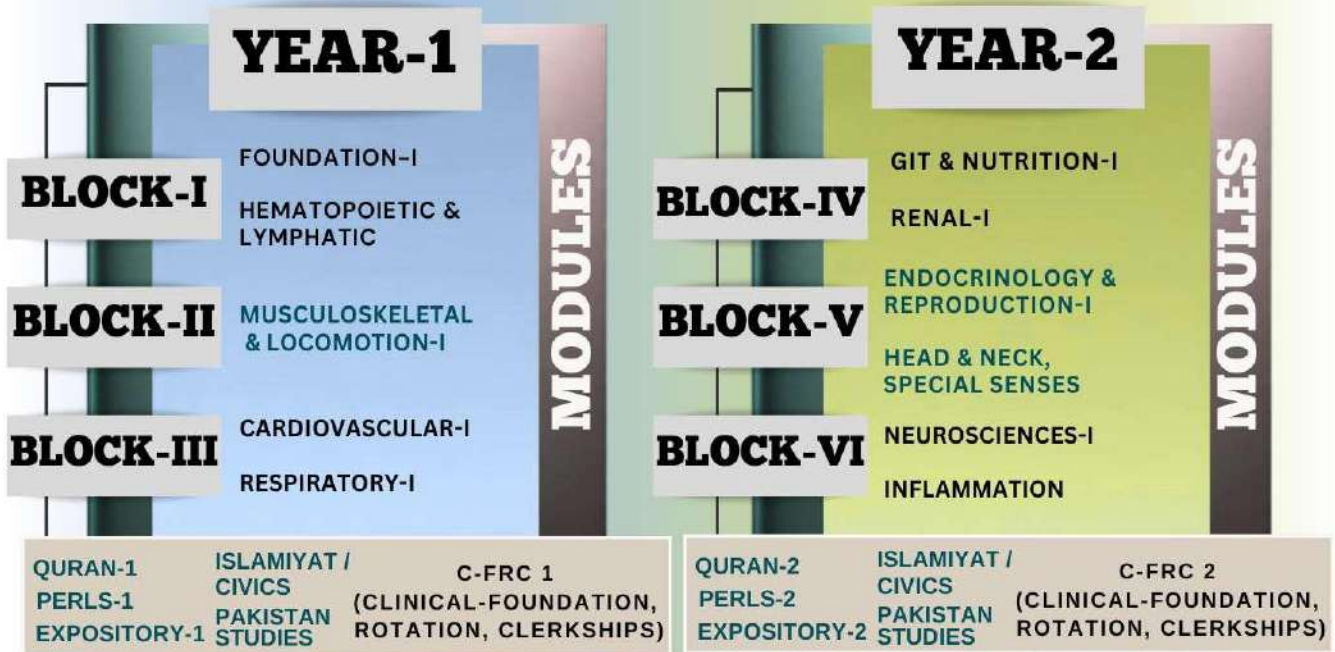 YEAR-1
BLOCK-I
FOUNDATION-I
HEMATOPOIETIC &
LYMPHATIC
BLOCK-II
MUSCULOSKELETAL
& LOCOMOTION-I
BLOCK-III
CARDIOVASCULAR-I
RESPIRATORY-I
MODULES
QURAN-1
PERLS-1
EXPOSITORY-1
ISLAMIYAT /
CIVICS
PAKISTAN
STUDIES
C-FRC 1
(CLINICAL-FOUNDATION,
ROTATION, CLERKSHIPS)
YEAR-2
BLOCK-IV
GIT & NUTRITION-I
RENAL-I
BLOCK-V
ENDOCRINOLOGY &
REPRODUCTION-I
HEAD & NECK,
SPECIAL SENSES
BLOCK-VI
NEUROSCIENCES-I
INFLAMMATION
MODULES
QURAN-2
PERLS-2
EXPOSITORY-2
ISLAMIYAT /
CIVICS
PAKISTAN
STUDIES
C-FRC 2
(CLINICAL-FOUNDATION,
ROTATION, CLERKSHIPS)